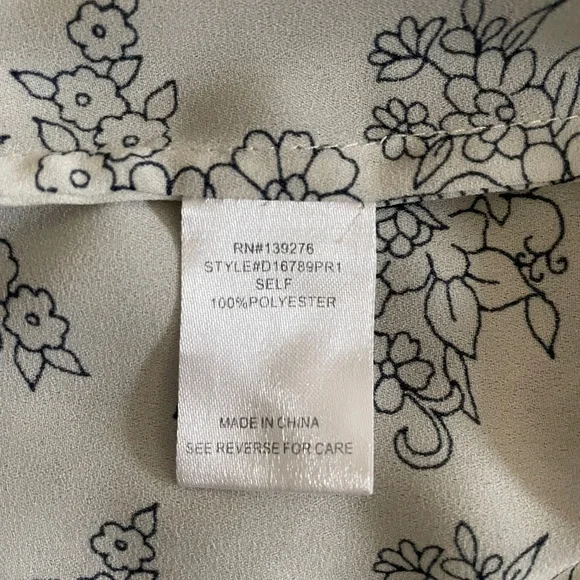 RN#139276
STYLE#D16789PR1
SELF
100%POLYESTER
MADE IN CHINA
SEE REVERSE FOR CARE